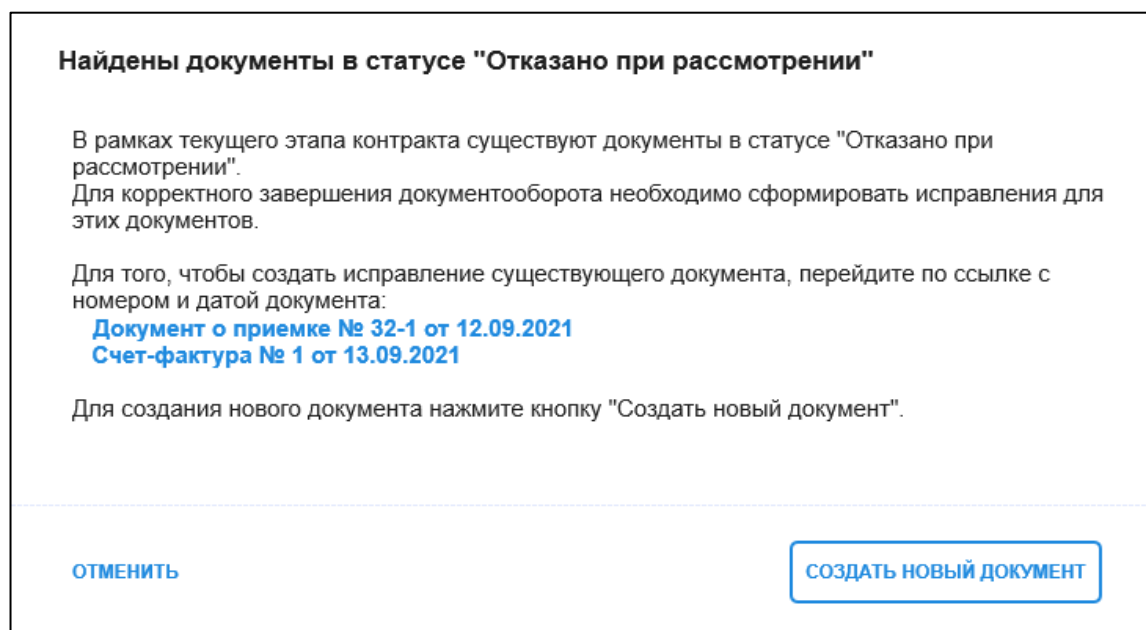 Найдены документы в статусе "Отказано при рассмотрении"
В рамках текущего этапа контракта существуют документы в статусе "Отказано при
рассмотрении".
Для корректного завершения документооборота необходимо сформировать исправления для
этих документов.
Для того, чтобы создать исправление существующего документа, перейдите по ссылке с
номером и датой документа:
Документ о приемке № 32-1 от 12.09.2021
Счет-фактура № 1 от 13.09.2021
Для создания нового документа нажмите кнопку "Создать новый документ".
ОТМЕНИТЬ
СОЗДАТЬ НОВЫЙ ДОКУМЕНТ